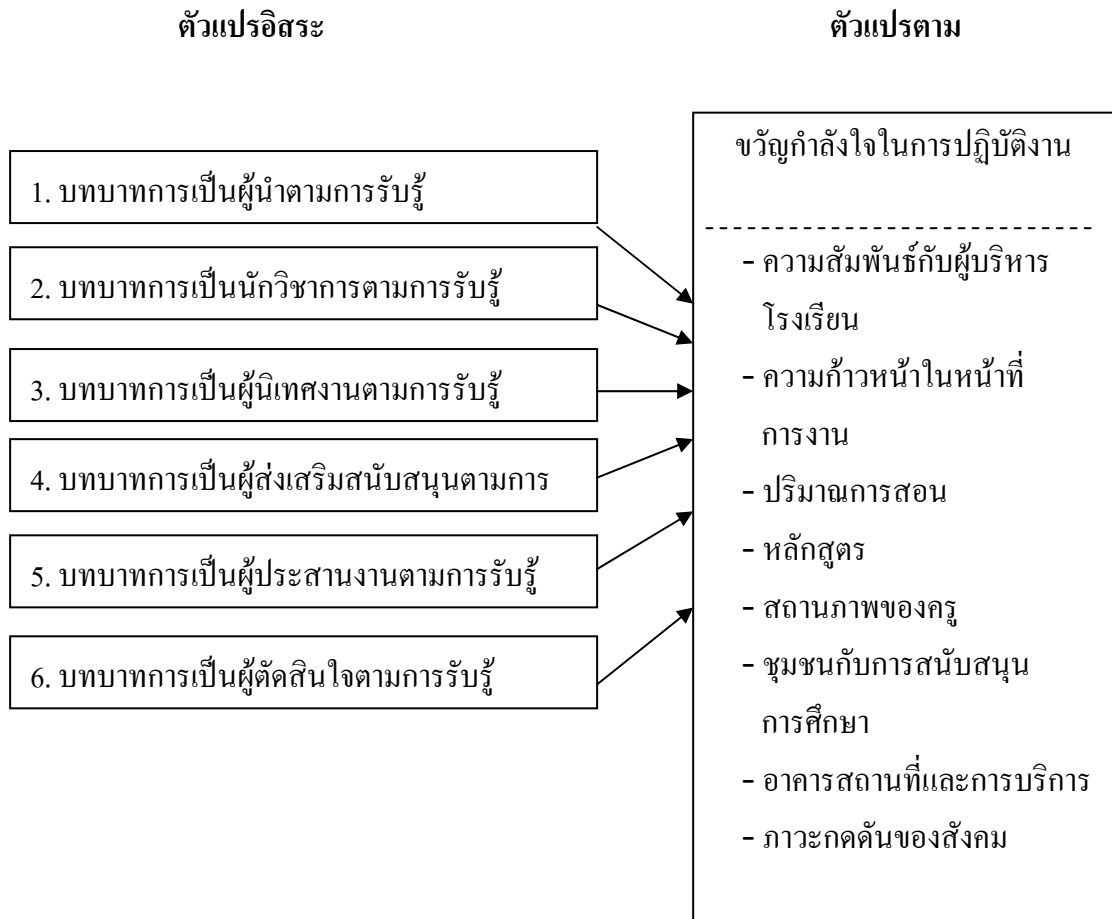 ตัวแปรอิสระ
ตัวแปรตาม
1. บทบาทการเป็นผู้นำตามการรับรู้
2. บทบาทการเป็นนักวิชาการตามการรับรู้
3. บทบาทการเป็นผู้นิเทศงานตามการรับรู้
4. บทบาทการเป็นผู้ส่งเสริมสนับสนุนตามการ
5. บทบาทการเป็นผู้ประสานงานตามการรับรู้
6. บทบาทการเป็นผู้ตัดสินใจตามการรับรู้
ขวัญกำลังใจในการปฏิบัติงาน
- ความสัมพันธ์กับผู้บริหาร
โรงเรียน
- ความก้าวหน้าในหน้าที่
การงาน
- ปริมาณการสอน
- หลักสูตร
- สถานภาพของครู
- ชุมชนกับการสนับสนุน
การศึกษา
- อาคารสถานที่และการบริการ
- ภาวะกดดันของสังคม